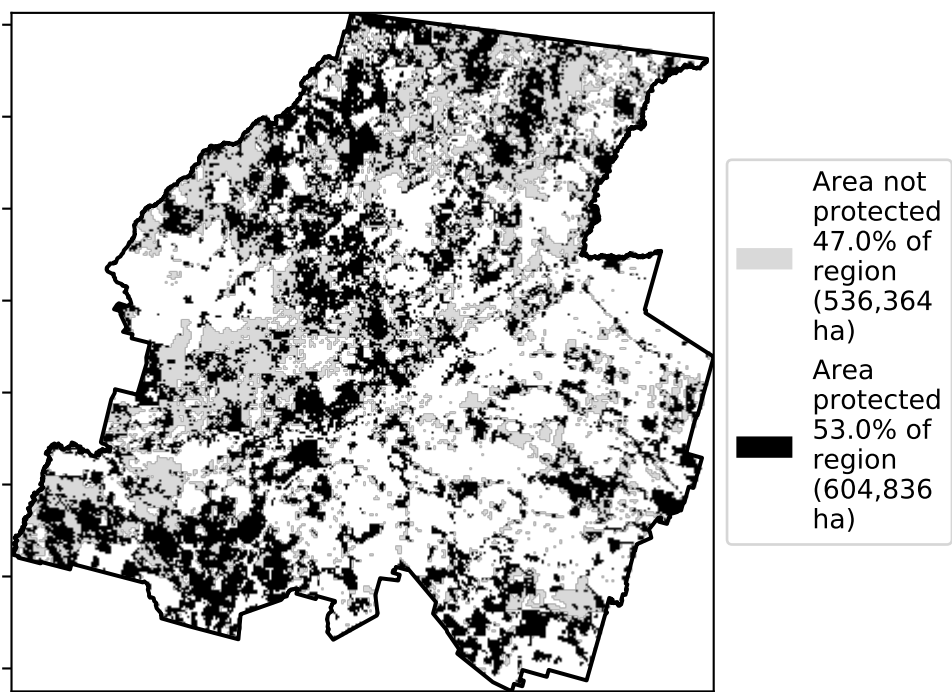 Area not
protected
47.0% of
region
(536,364
ha)
Area
protected
53.0% of
region
(604,836
ha)